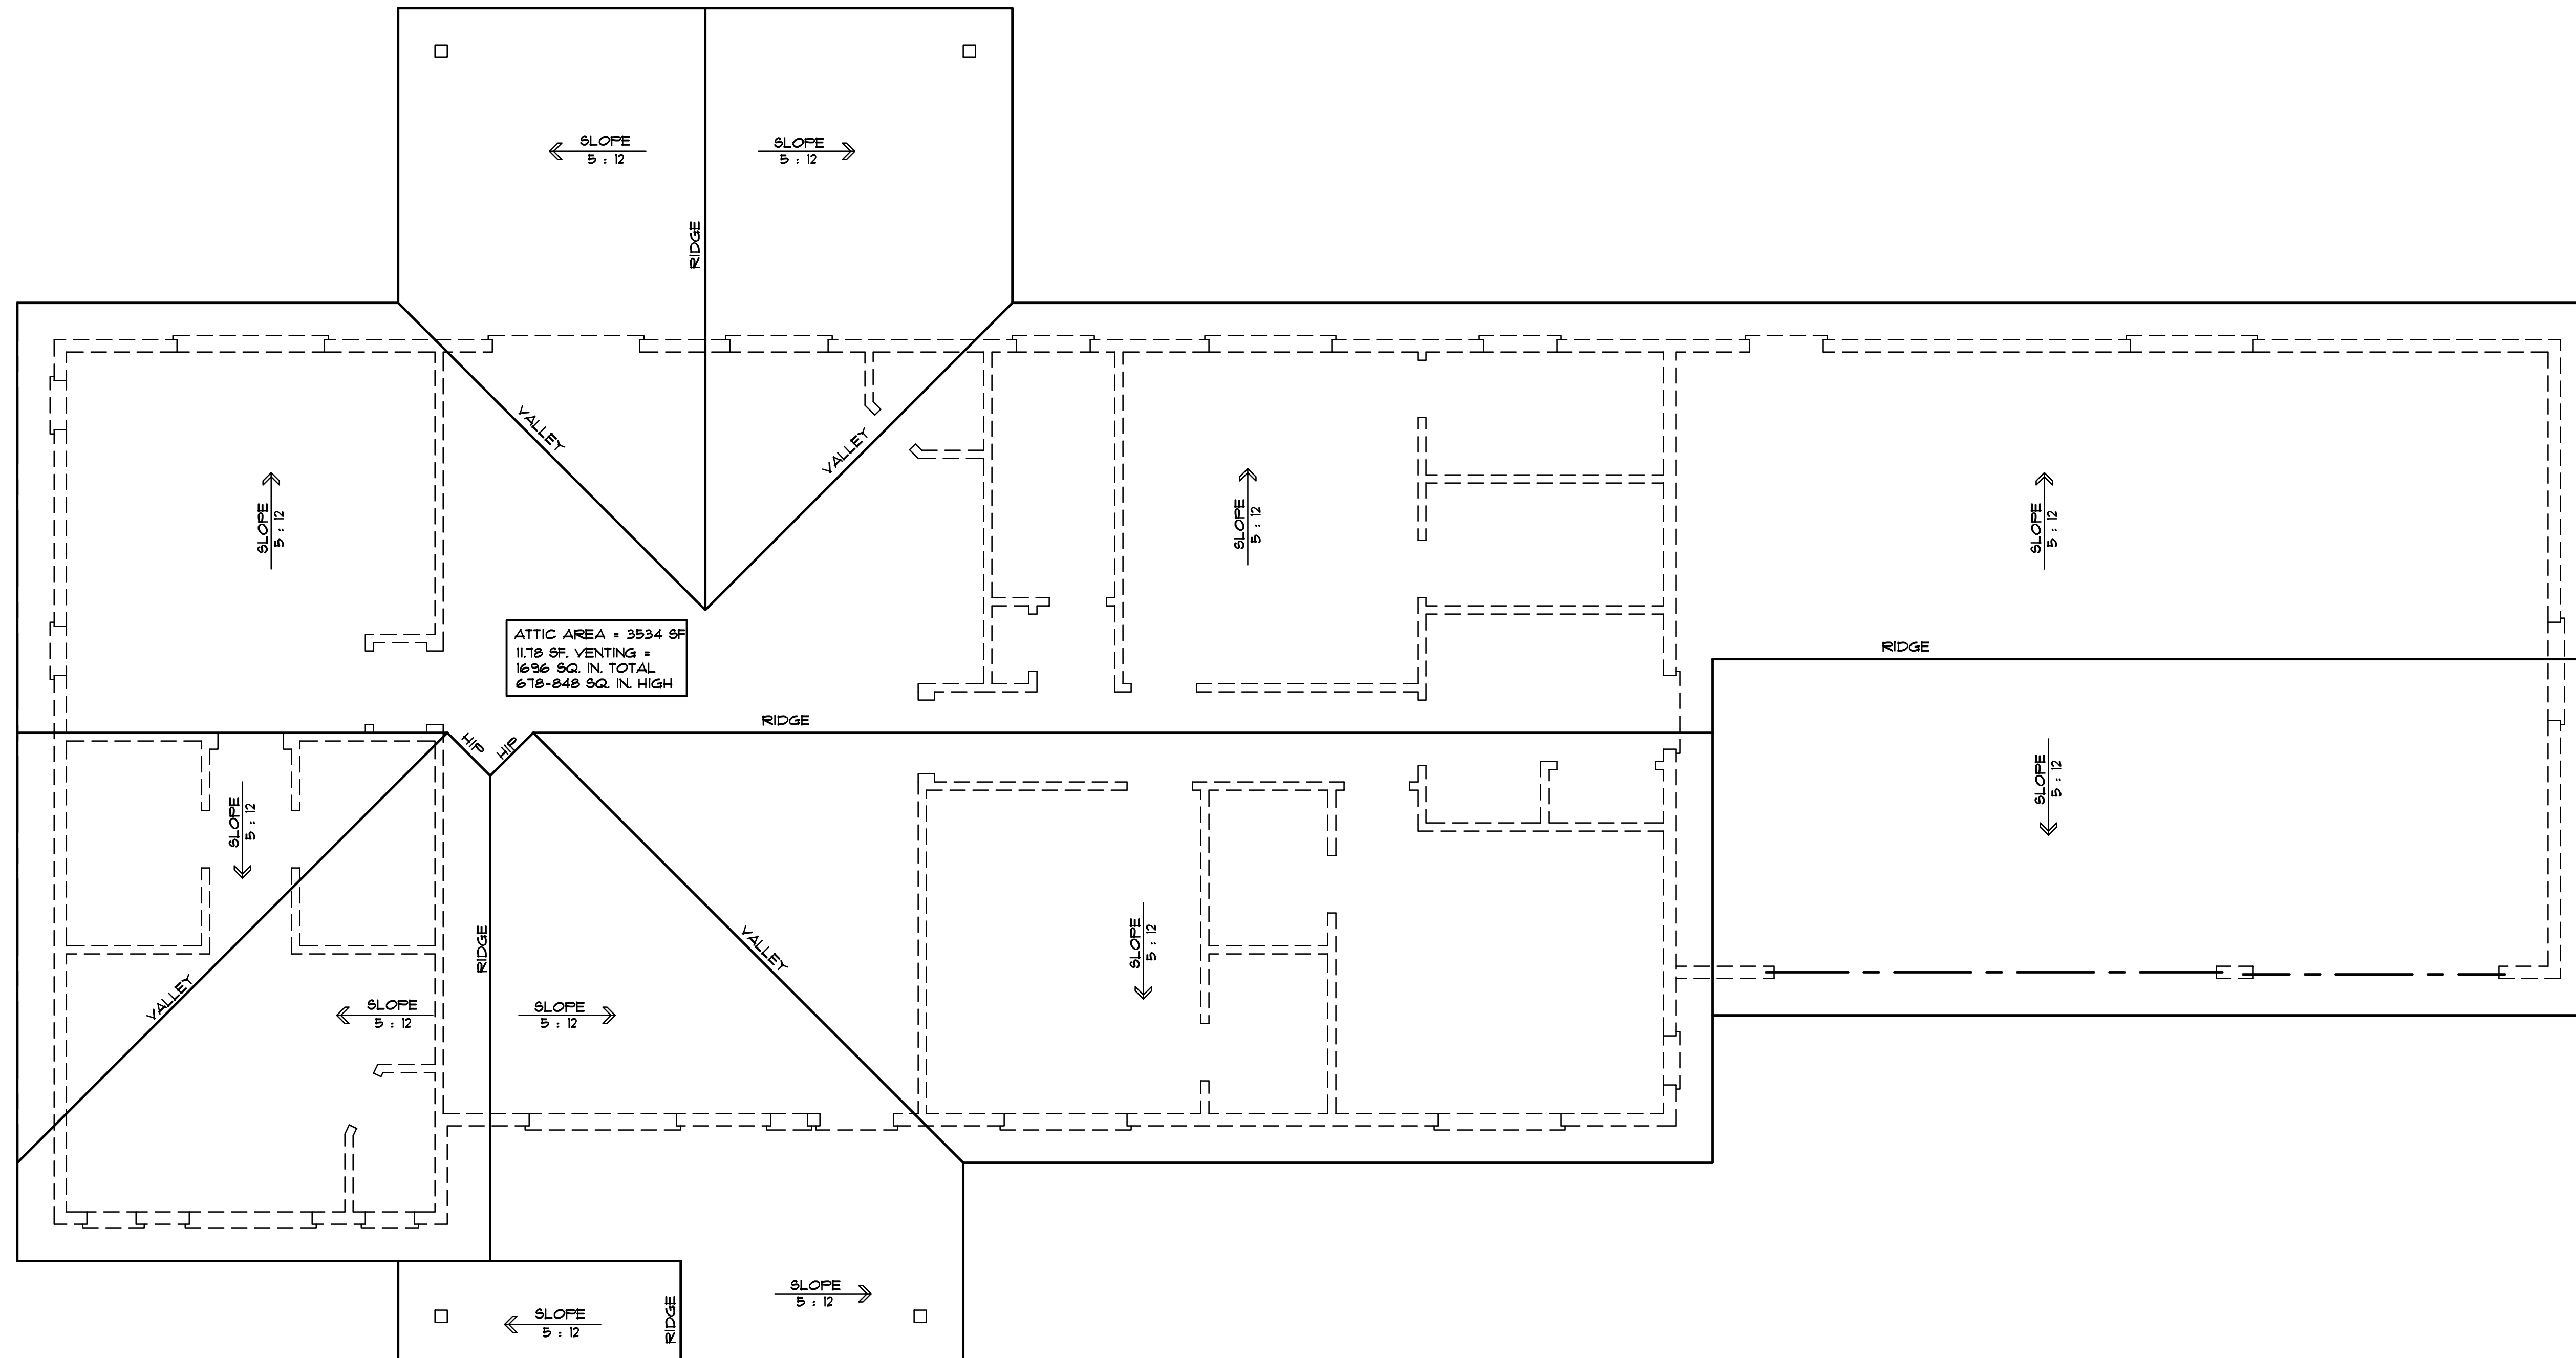 SLOPE
5 : 12
SLOPE
5 : 12
RIDGE
VALLEY
VALLEY
SLOPE
5 : 12
SLOPE
5 : 12
SLOPE
5 : 12
ATTIC AREA = 3534 SF
11.78 SF. VENTING =
1696 SQ. IN. TOTAL
678-848 SQ. IN. HIGH
RIDGE
RIDGE
HIP
HIP
SLOPE
5 : 12
SLOPE
5 : 12
RIDGE
VALLEY
SLOPE
5 : 12
VALLEY
SLOPE
5 : 12
SLOPE
5 : 12
SLOPE
5 : 12
SLOPE
5 : 12
RIDGE